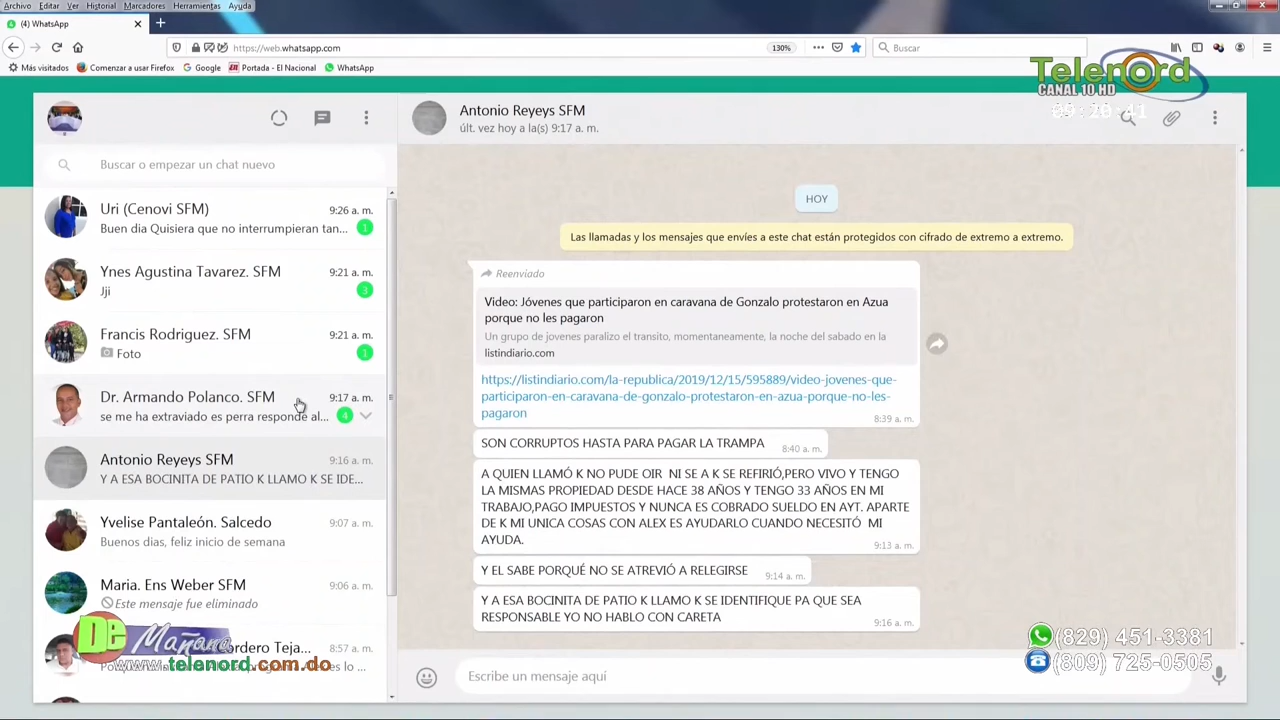 Archivo Editar Ver Historial Marcadores Herramientas Ayuda
(4) WhatsApp
https://web.whatsapp.com
130%
Buscar
Más visitados Comenzar a usar Firefox Google Portada - El Nacional WhatsApp
Telenord
CANAL 10 HD
Antonio Reyeys SFM
últ. vez hoy a la(s) 9:17 a. m.
Buscar o empezar un chat nuevo
Uri (Cenovi SFM) 9:26 a. m.
Buen dia Quisiera que no interrumpieran tan... 1
Ynes Agustina Tavarez. SFM 9:21 a. m.
Jji 3
Francis Rodriguez. SFM 9:21 a. m.
Foto 1
Dr. Armando Polanco. SFM 9:17 a. m.
se me ha extraviado es perra responde al... 4
Antonio Reyeys SFM 9:16 a. m.
Y A ESA BOCINITA DE PATIO K LLAMO K SE IDE...
Yvelise Pantaleón. Salcedo 9:07 a. m.
Buenos dias, feliz inicio de semana
Maria. Ens Weber SFM 9:06 a. m.
Este mensaje fue eliminado
Teja... 8:57 a. m.
De Mañana
www.telenord.com.do
HOY
Las llamadas y los mensajes que envíes a este chat están protegidos con cifrado de extremo a extremo.
Reenviado
Video: Jóvenes que participaron en caravana de Gonzalo protestaron en Azua
porque no les pagaron
Un grupo de jovenes paralizo el transito, momentaneamente, la noche del sabado en la
listindiario.com
https://listindiario.com/la-republica/2019/12/15/595889/video-jovenes-que-
participaron-en-caravana-de-gonzalo-protestaron-en-azua-porque-no-les-
pagaron
8:39 a. m.
SON CORRUPTOS HASTA PARA PAGAR LA TRAMPA
8:40 a. m.
A QUIEN LLAMÓ K NO PUDE OIR NI SE A K SE REFIRIÓ,PERO VIVO Y TENGO
LA MISMAS PROPIEDAD DESDE HACE 38 AÑOS Y TENGO 33 AÑOS EN MI
TRABAJO,PAGO IMPUESTOS Y NUNCA ES COBRADO SUELDO EN AYT. APARTE
DE K MI UNICA COSAS CON ALEX ES AYUDARLO CUANDO NECESITÓ MI
AYUDA.
9:13 a. m.
Y EL SABE PORQUÉ NO SE ATREVIÓ A RELEGIRSE
9:14 a. m.
Y A ESA BOCINITA DE PATIO K LLAMO K SE IDENTIFIQUE PA QUE SEA
RESPONSABLE YO NO HABLO CON CARETA
9:16 a. m.
Escribe un mensaje aquí
(829) 451-3381
(809) 725-0505